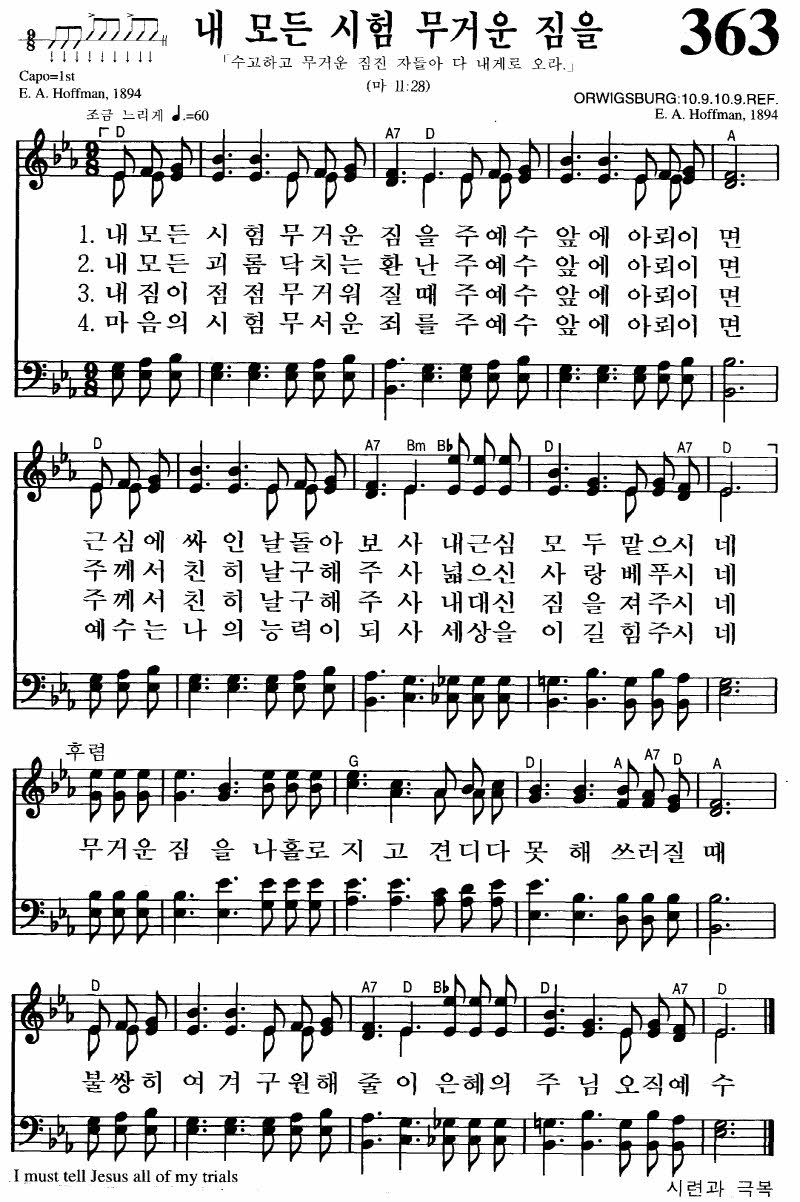 내 모든 시험 무거운 짐을
363
「수고하고 무거운 짐진 자들아 다 내게로 오라.」
(마 11:28)
9/8
Capo=1st
E. A. Hoffman, 1894
ORWIGSBURG:10.9.10.9.REF.
E. A. Hoffman, 1894
조금 느리게 ♩.=60
D A7 D A
1. 내 모든 시 험 무거운 짐 을 주예수 앞 에 아뢰이 면
2. 내모든 괴 롬 닥치는 환 난 주예수 앞 에 아뢰이 면
3. 내짐이 점 점 무거워 질 때 주예수 앞 에 아뢰이 면
4. 마음의 시 험 무서운 죄 를 주예수 앞 에 아뢰이 면
D A7 Bm B♭ D A7 D
근심에 싸 인 날돌아 보 사 내근심 모 두 맡으시 네
주께서 친 히 날구해 주 사 넓으신 사 랑 베푸시 네
주께서 친 히 날구해 주 사 내대신 짐 을 져주시 네
예수는 나 의 능력이 되 사 세상을 이 길 힘주시 네
후렴
G D A A7 D A
무거운 짐 을 나홀로 지 고 견디다 못 해 쓰러질 때
D A7 D B♭ D A7 D
불쌍히 여 겨 구원해 줄 이 은혜의 주 님 오직예 수
I must tell Jesus all of my trials
시련과 극복